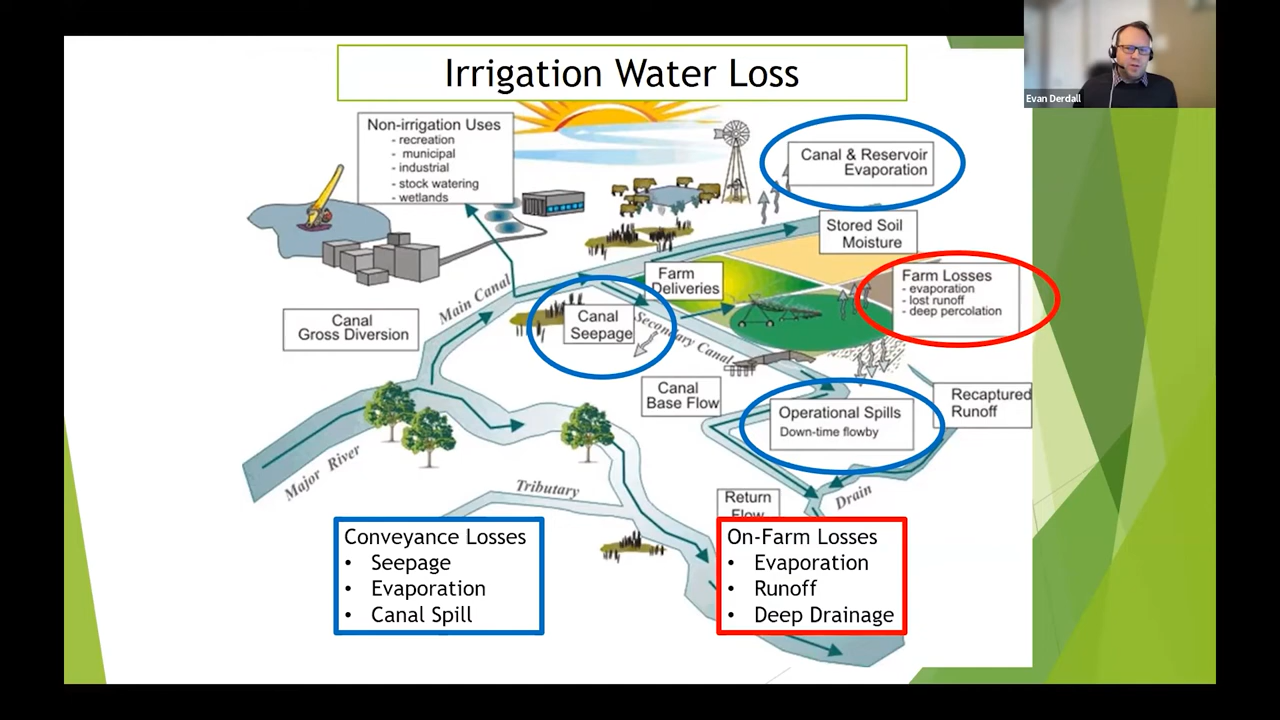 Irrigation Water Loss
Evan Derdall
Non-irrigation Uses
- recreation
- municipal
- industrial
- stock watering
- wetlands
Canal & Reservoir
Evaporation
Stored Soil
Moisture
Farm
Deliveries
Farm Losses
- evaporation
- lost runoff
- deep percolation
Main Canal
Canal
Gross Diversion
Canal
Seepage
Secondary Canal
Canal
Base Flow
Operational Spills
Down-time flowby
Recaptured
Runoff
Major River
Tributary
Return
Flow
Drain
Conveyance Losses
• Seepage
• Evaporation
• Canal Spill
On-Farm Losses
• Evaporation
• Runoff
• Deep Drainage